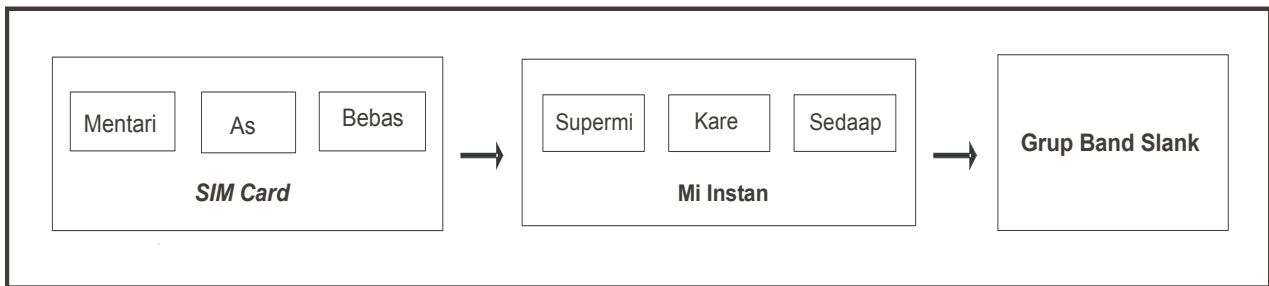 Mentari
As
Bebas
SIM Card
Supermi
Kare
Sedaap
Mi Instan
Grup Band Slank